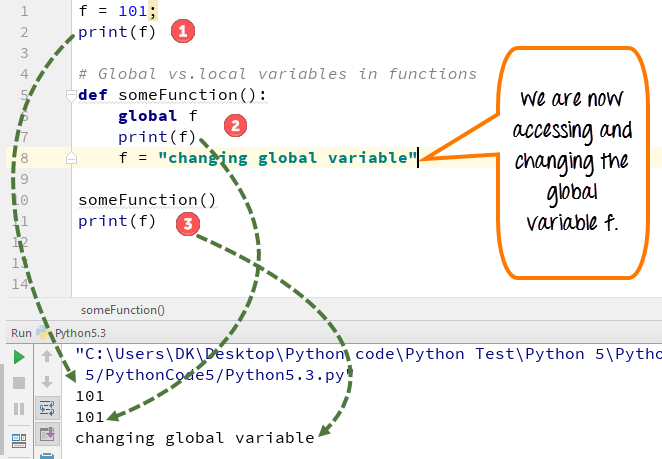 1 f = 101;
2 print(f) 1
3
4 # Global vs.local variables in functions
5 def someFunction():
6 global f 2
7 print(f)
8 f = "changing global variable"
9
10 someFunction()
11 print(f) 3
12
13
14
We are now
accessing and
changing the
global
variable f.
someFunction()
Run Python5.3
"C:\Users\DK\Desktop\Python code\Python Test\Python 5\Pytho
5/PythonCode5/Python5.3.py"
101
101
changing global variable